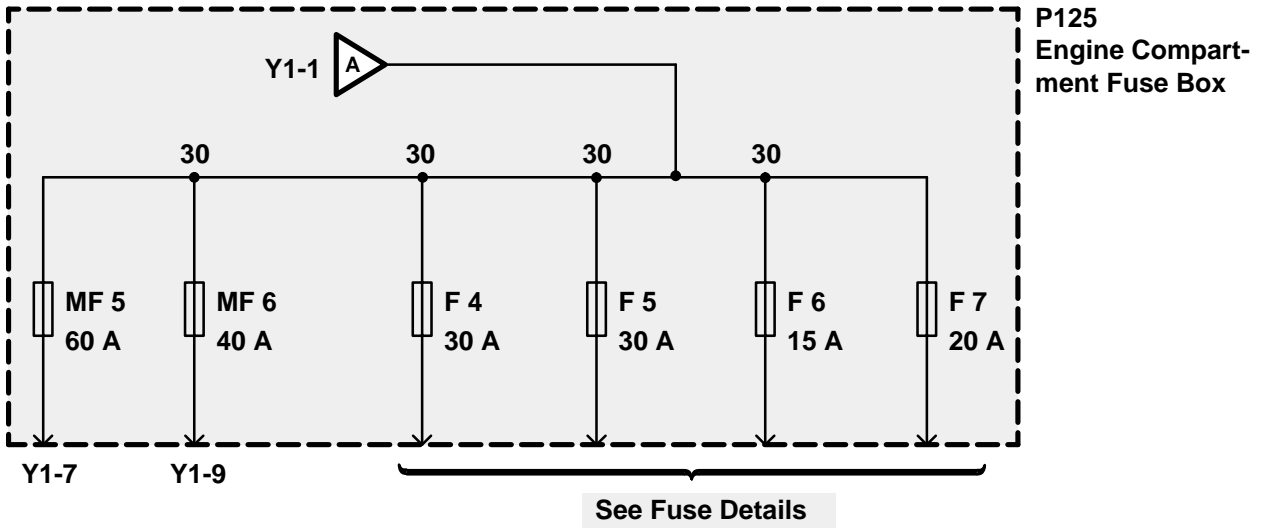 P125
Engine Compart-
ment Fuse Box
Y1-1
A
30
30
30
30
MF 5
60 A
MF 6
40 A
F 4
30 A
F 5
30 A
F 6
15 A
F 7
20 A
Y1-7
Y1-9
See Fuse Details